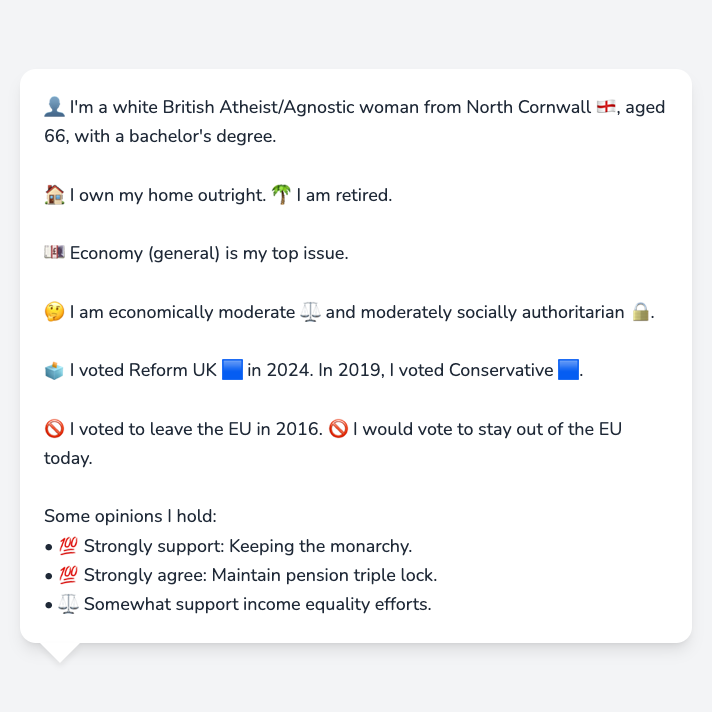 👤 I'm a white British Atheist/Agnostic woman from North Cornwall 🏴󠁧󠁢󠁥󠁮󠁧󠁿, aged
66, with a bachelor's degree.
🏠 I own my home outright. 🌴 I am retired.
💷 Economy (general) is my top issue.
🤔 I am economically moderate ⚖️ and moderately socially authoritarian 🔒.
🗳️ I voted Reform UK 🟦 in 2024. In 2019, I voted Conservative 🟦.
🚫 I voted to leave the EU in 2016. 🚫 I would vote to stay out of the EU
today.
Some opinions I hold:
• 💯 Strongly support: Keeping the monarchy.
• 💯 Strongly agree: Maintain pension triple lock.
• ⚖️ Somewhat support income equality efforts.